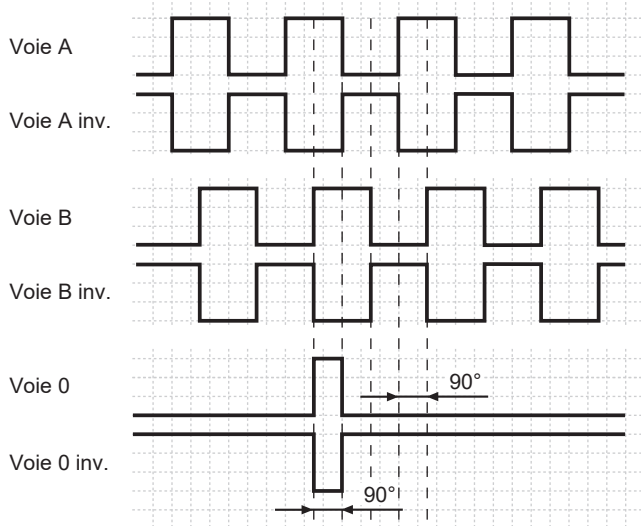 Voie A
Voie A inv.
Voie B
Voie B inv.
Voie 0
90°
Voie 0 inv.
90°